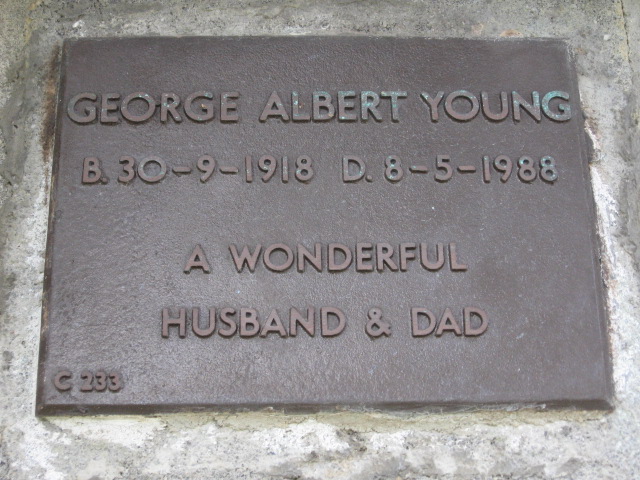 GEORGE ALBERT YOUNG
B. 30-9-1918 D. 8-5-1988
A WONDERFUL
HUSBAND & DAD
C 233